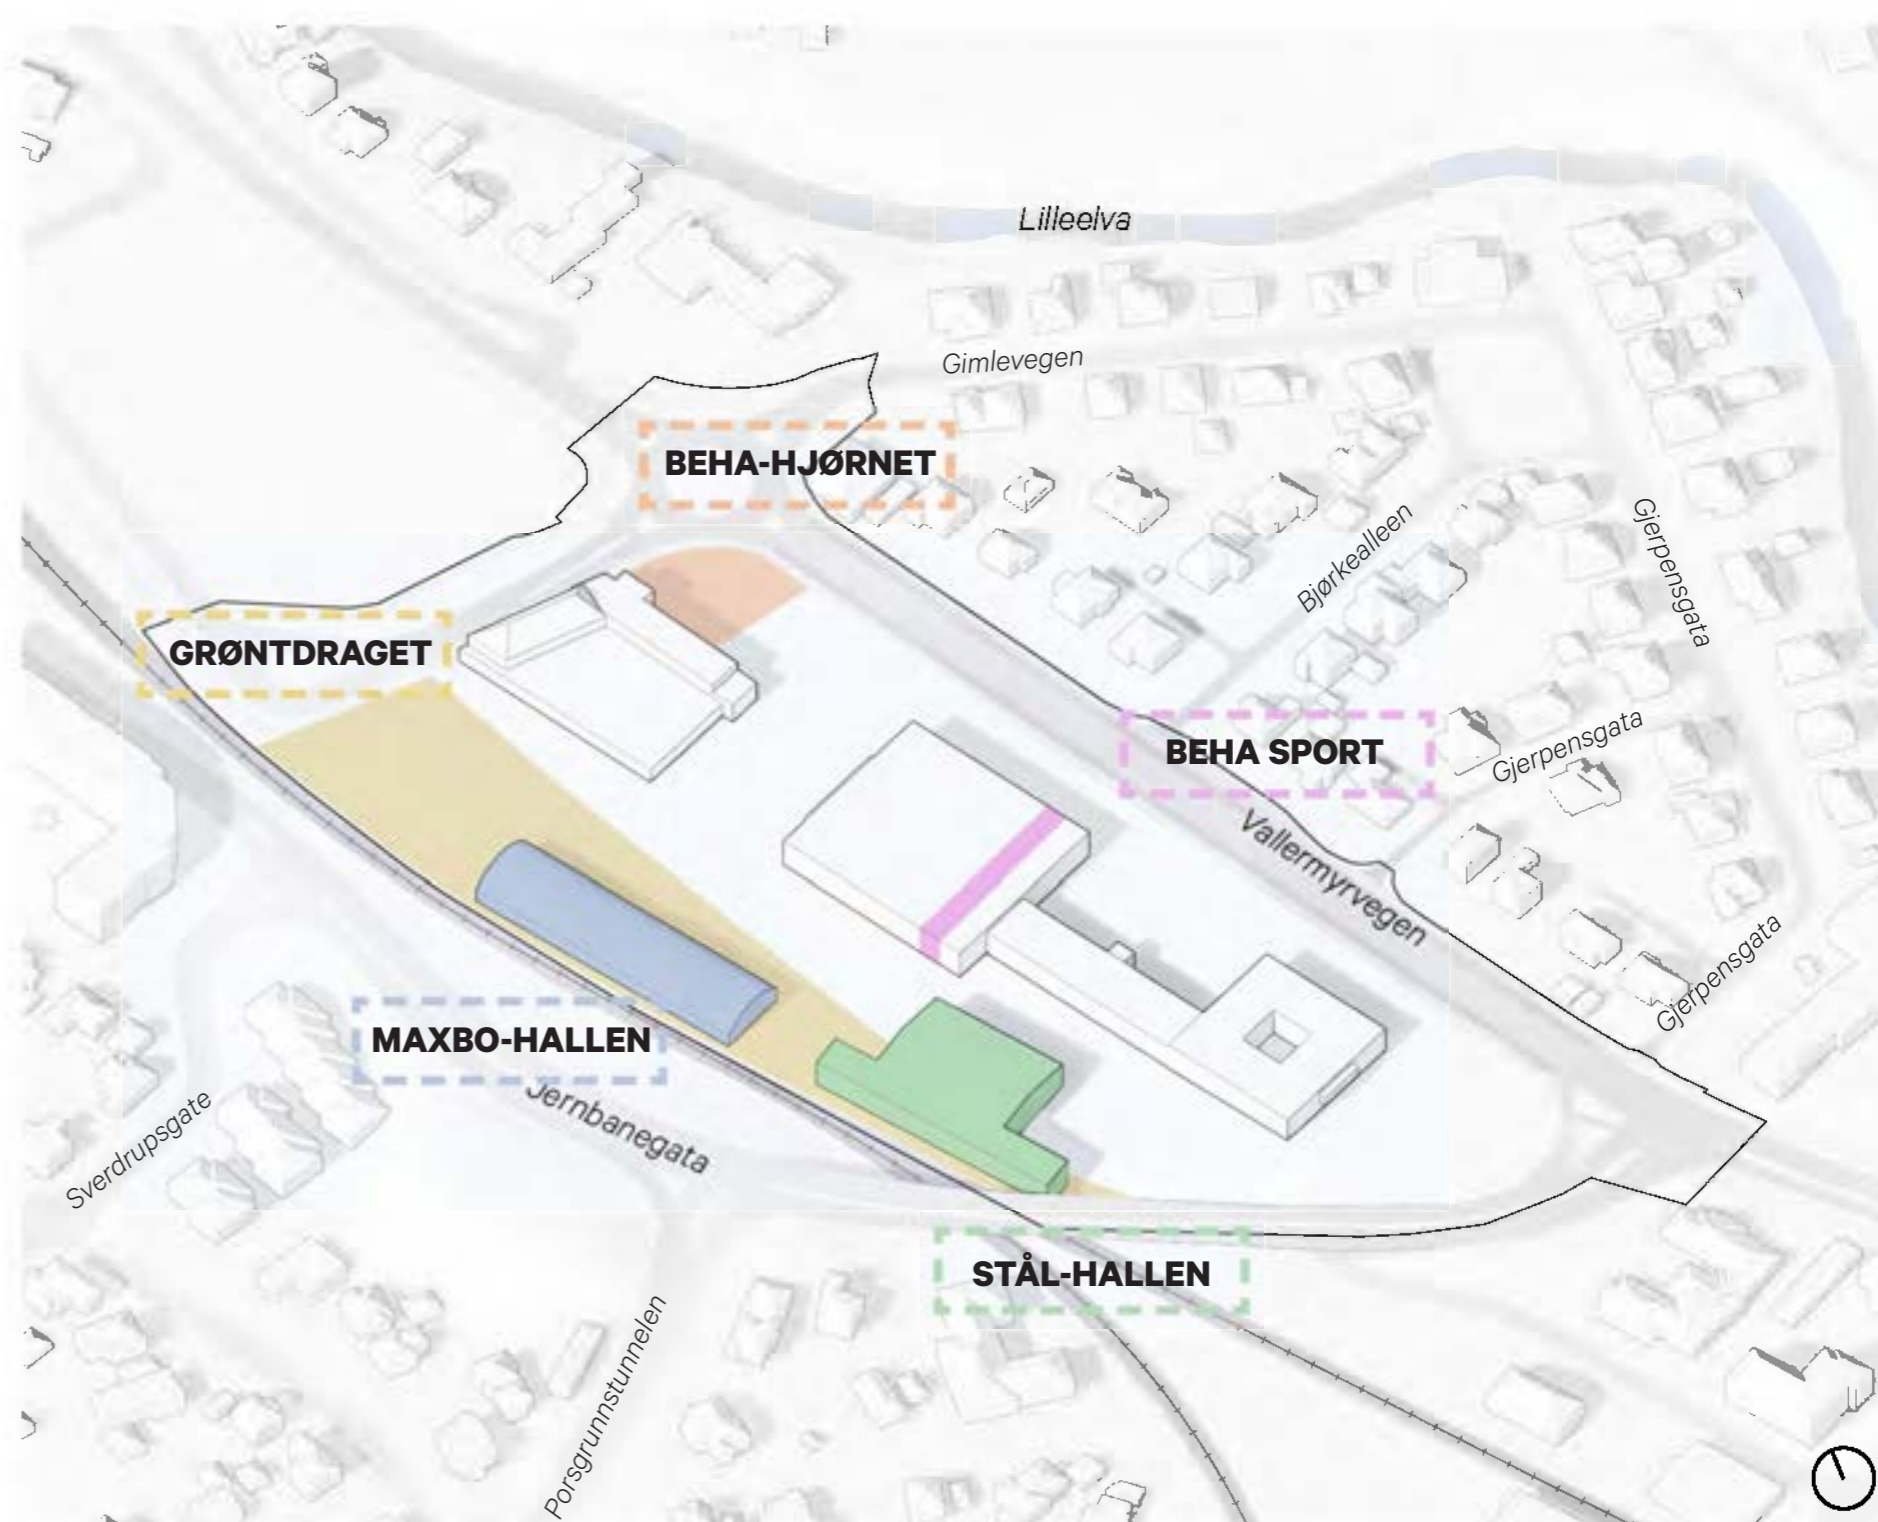 Lilleelva
Gimlevegen
BEHA-HJØRNET
Bjørkealleen
Gjerpensgata
GRØNTDRAGET
BEHA SPORT
Gjerpensgata
Vallermyrvegen
Gjerpensgata
MAXBO-HALLEN
Jernbanegata
Sverdrupsgate
STÅL-HALLEN
Porsgrunnstunnelen